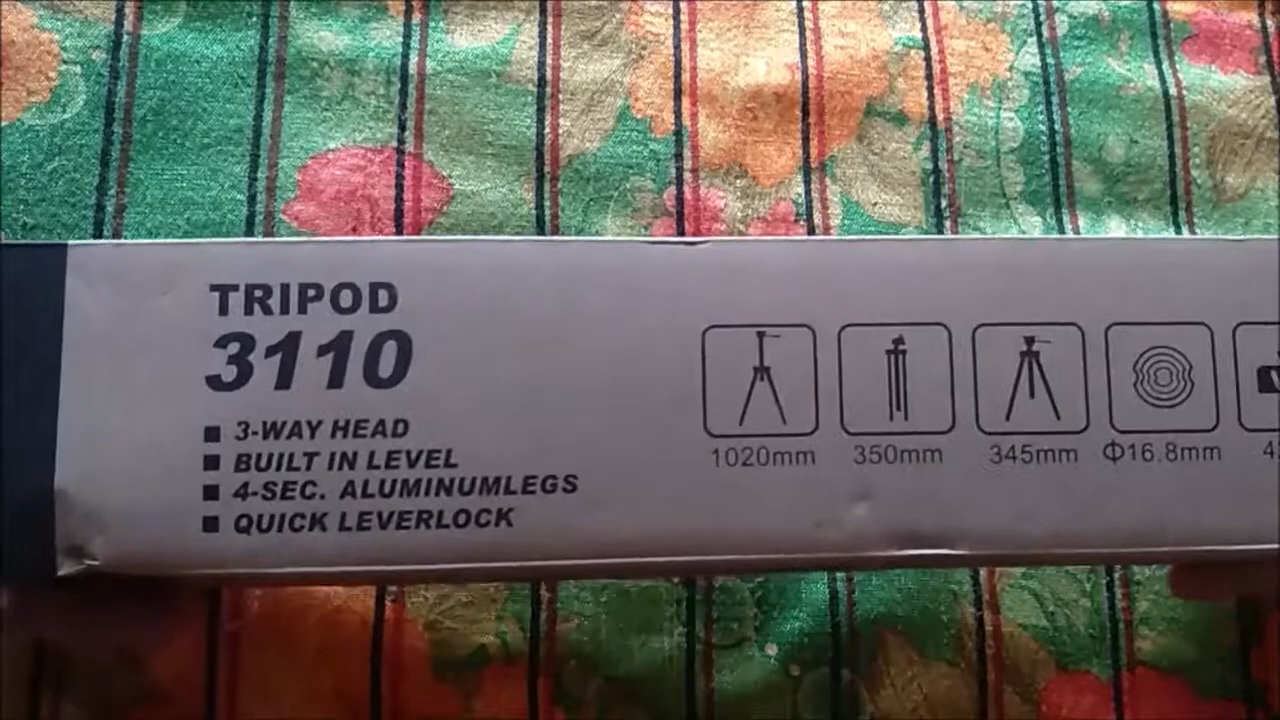 TRIPOD
3110
■ 3-WAY HEAD
■ BUILT IN LEVEL
■ 4-SEC. ALUMINUMLEGS
■ QUICK LEVERLOCK
1020mm 350mm 345mm Φ16.8mm